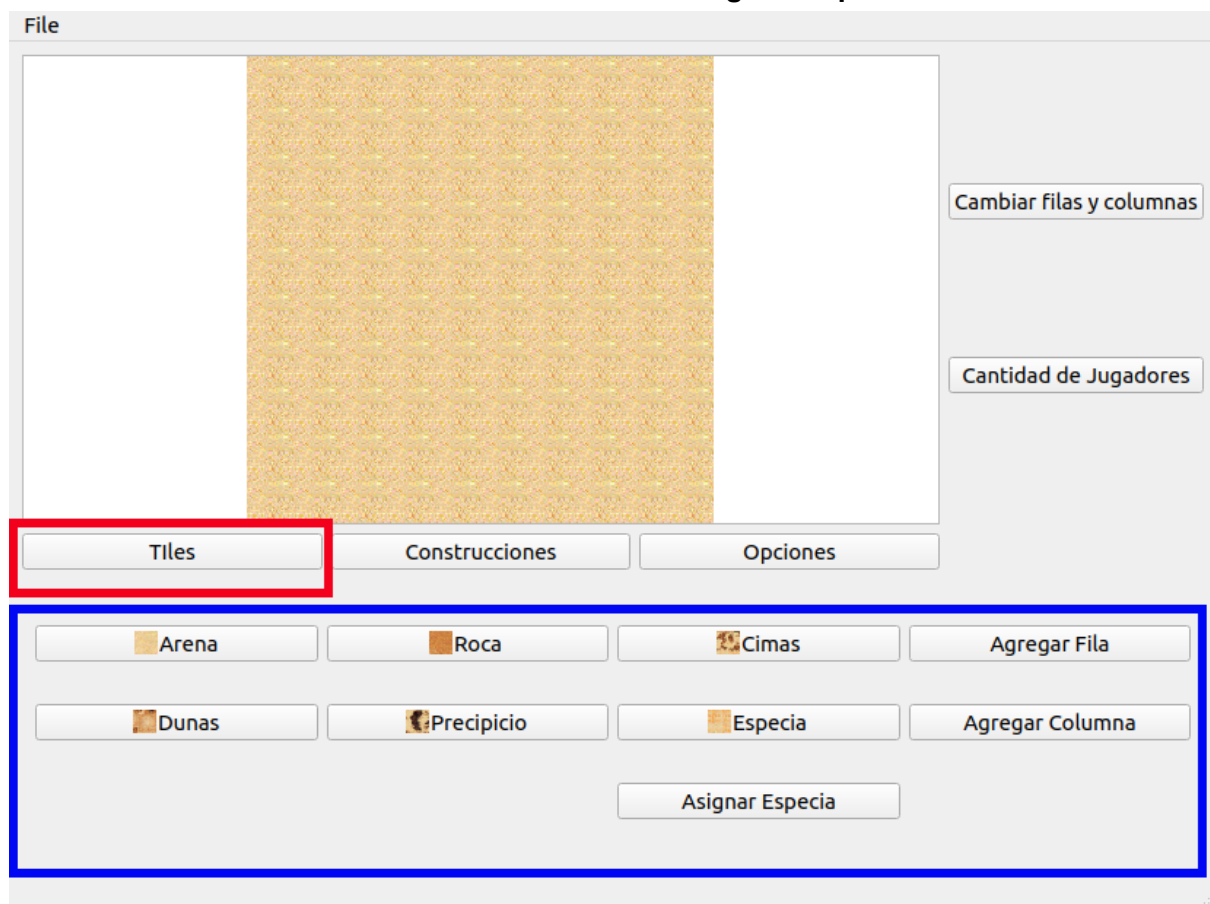 File
Cambiar filas y columnas
Cantidad de Jugadores
TIles Construcciones Opciones
Arena Roca Cimas Agregar Fila
Dunas Precipicio Especia Agregar Columna
Asignar Especia